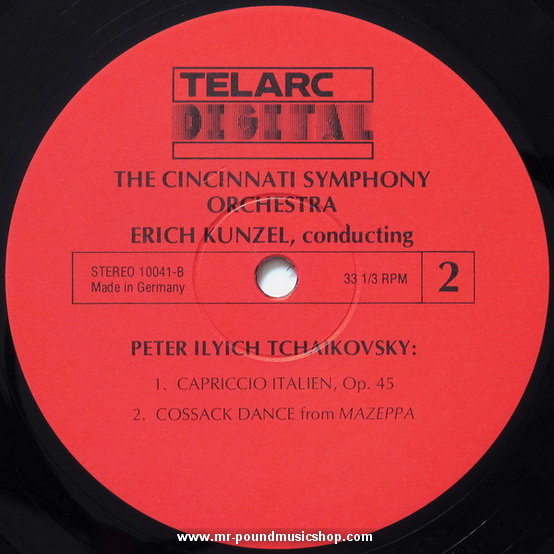 TELARC
DIGITAL
THE CINCINNATI SYMPHONY
ORCHESTRA
ERICH KUNZEL, conducting
STEREO 10041-B
Made in Germany
33 1/3 RPM
2
PETER ILYICH TCHAIKOVSKY:
1. CAPRICCIO ITALIEN, Op. 45
2. COSSACK DANCE from MAZEPPA
www.mr-poundmusicshop.com